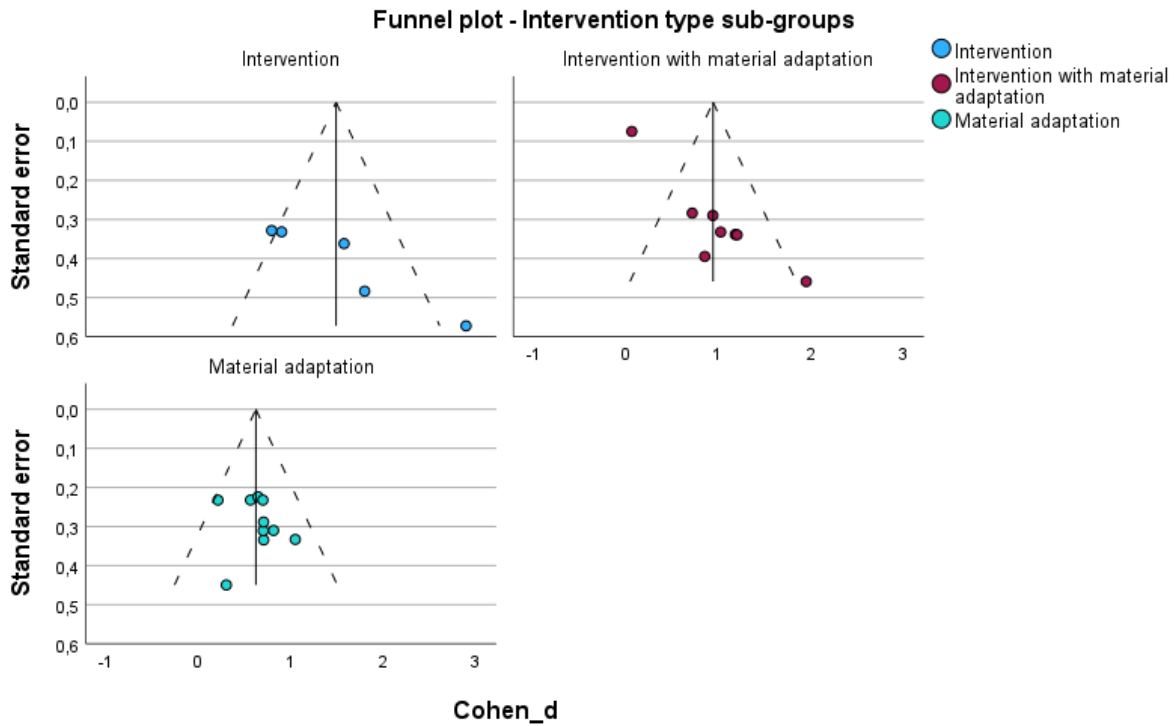 Funnel plot - Intervention type sub-groups
Intervention
Intervention with material adaptation
Intervention
Intervention with material
adaptation
Material adaptation
Standard error
0,0
0,1
0,2
0,3
0,4
0,5
0,6
-1 0 1 2 3
Material adaptation
Standard error
0,0
0,1
0,2
0,3
0,4
0,5
0,6
-1 0 1 2 3
Cohen_d